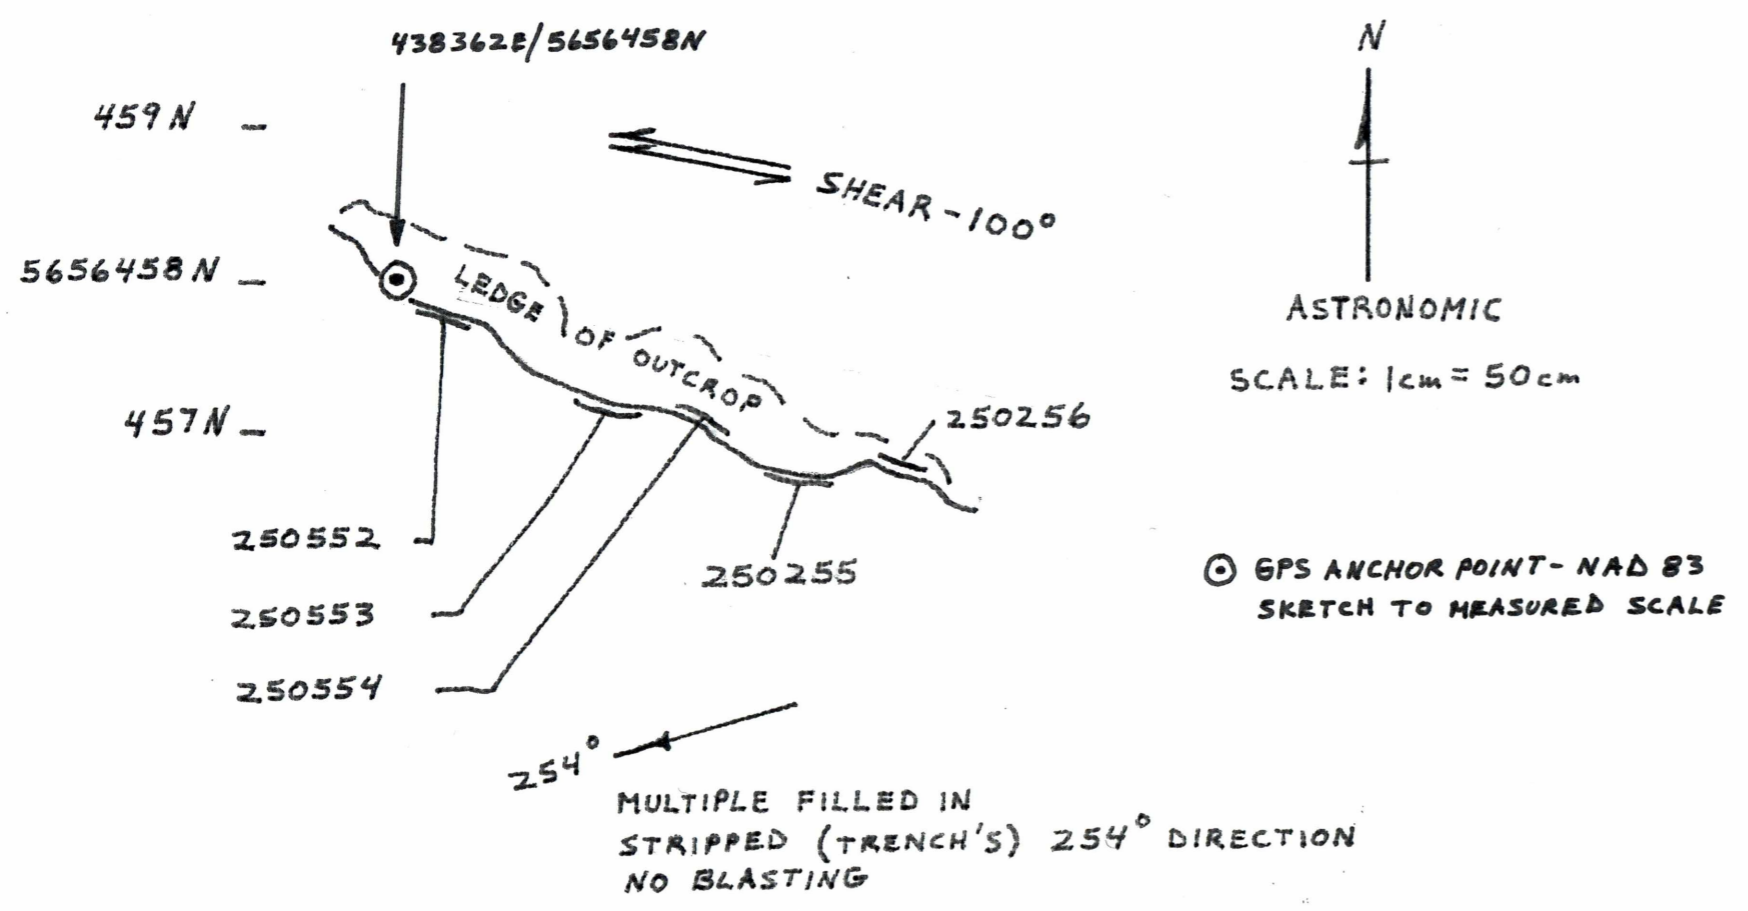 438362E/5656458N
N
459N
SHEAR-100°
5656458N
LEDGE OF OUTCROP
ASTRONOMIC
SCALE: 1cm = 50cm
457N
250256
250552
250255
GPS ANCHOR POINT - NAD 83
SKETCH TO MEASURED SCALE
250553
250554
254°
MULTIPLE FILLED IN
STRIPPED (TRENCH'S) 254° DIRECTION
NO BLASTING